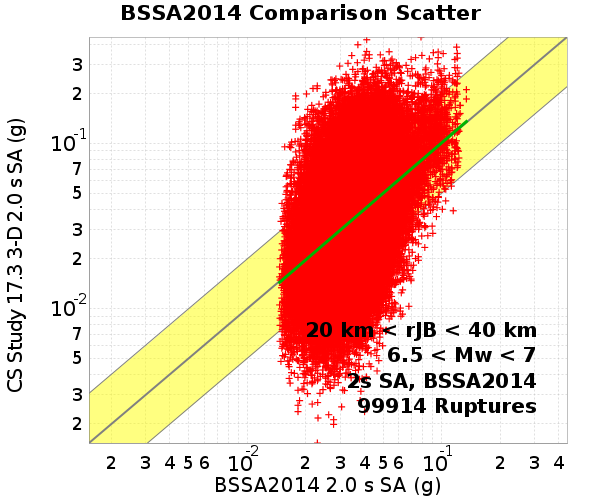 BSSA2014 Comparison Scatter
CS Study 17.3 3-D 2.0 s SA (g)
3
2
10-1
7
5
3
2
10-2
7
5
3
2
20 km < rJB < 40 km
6.5 < Mw < 7
2s SA, BSSA2014
99914 Ruptures
2 3 4 5 6 10-2 2 3 4 5 6 10-1 2 3 4
BSSA2014 2.0 s SA (g)